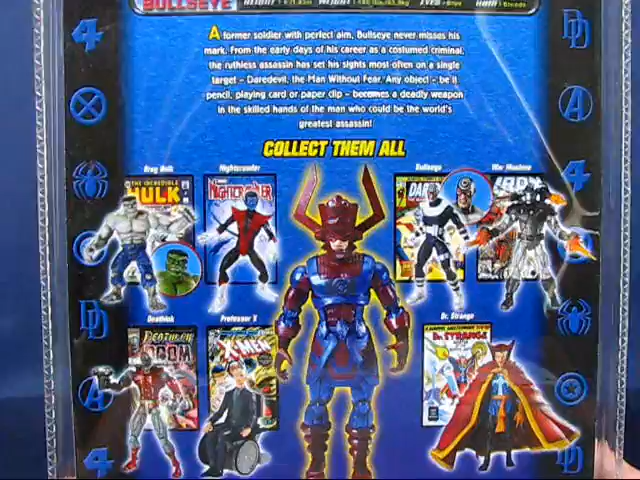 BULLSEYE
A former soldier with perfect aim, Bullseye never misses his
mark. From the early days of his career as a costumed criminal,
the ruthless assassin has set his sights most often on a single
target – Daredevil, the Man Without Fear. Any object – be it
pencil, playing card or paper clip – becomes a deadly weapon
in the skilled hands of the man who could be the world's
greatest assassin!
COLLECT THEM ALL
Grey Hulk Nightcrawler Bullseye War Machine
THE INCREDIBLE
HULK
NIGHTCRAWLER
Deathlok Professor X Dr. Strange
DEATHLOK
DOOM
X-MEN
DR. STRANGE